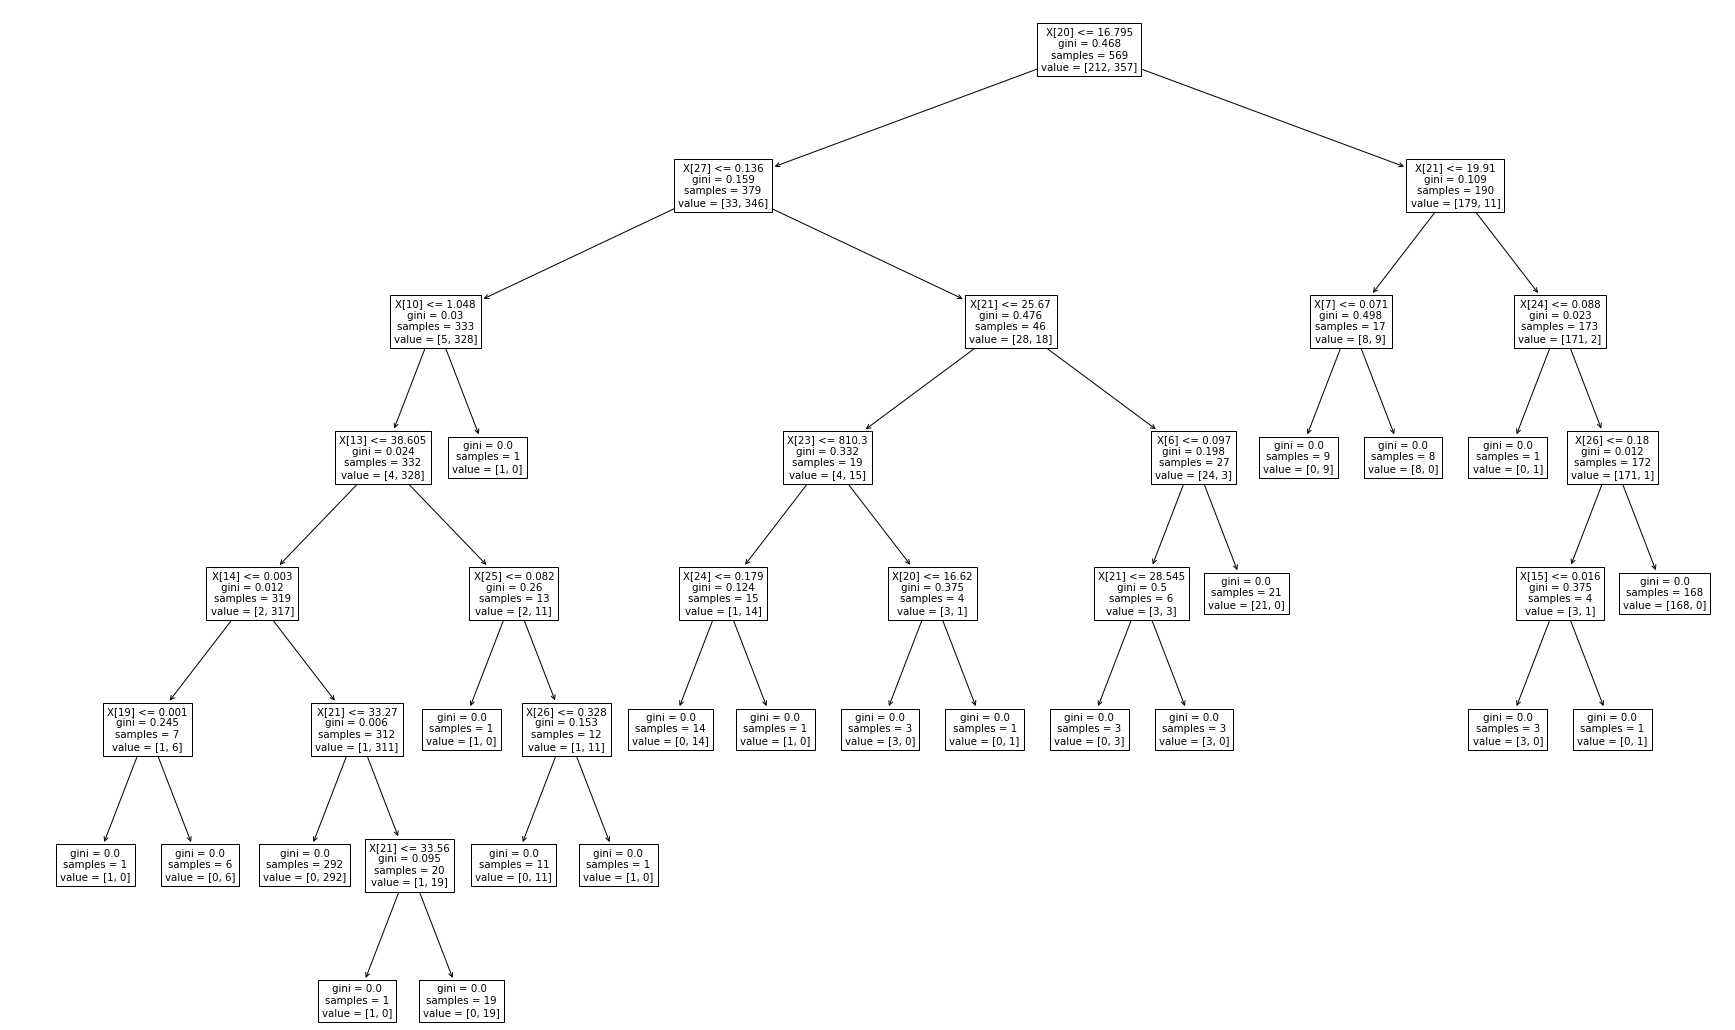 X[20] <= 16.795
gini = 0.468
samples = 569
value = [212, 357]
X[27] <= 0.136
gini = 0.159
samples = 379
value = [33, 346]
X[21] <= 19.91
gini = 0.109
samples = 190
value = [179, 11]
X[10] <= 1.048
gini = 0.03
samples = 333
value = [5, 328]
X[21] <= 25.67
gini = 0.476
samples = 46
value = [28, 18]
X[7] <= 0.071
gini = 0.498
samples = 17
value = [8, 9]
X[24] <= 0.088
gini = 0.023
samples = 173
value = [171, 2]
X[13] <= 38.605
gini = 0.024
samples = 332
value = [4, 328]
gini = 0.0
samples = 1
value = [1, 0]
X[23] <= 810.3
gini = 0.332
samples = 19
value = [4, 15]
X[6] <= 0.097
gini = 0.198
samples = 27
value = [24, 3]
gini = 0.0
samples = 9
value = [0, 9]
gini = 0.0
samples = 8
value = [8, 0]
gini = 0.0
samples = 1
value = [0, 1]
X[26] <= 0.18
gini = 0.012
samples = 172
value = [171, 1]
X[14] <= 0.003
gini = 0.012
samples = 319
value = [2, 317]
X[25] <= 0.082
gini = 0.26
samples = 13
value = [2, 11]
X[24] <= 0.179
gini = 0.124
samples = 15
value = [1, 14]
X[20] <= 16.62
gini = 0.375
samples = 4
value = [3, 1]
X[21] <= 28.545
gini = 0.5
samples = 6
value = [3, 3]
gini = 0.0
samples = 21
value = [21, 0]
X[15] <= 0.016
gini = 0.375
samples = 4
value = [3, 1]
gini = 0.0
samples = 168
value = [168, 0]
X[19] <= 0.001
gini = 0.245
samples = 7
value = [1, 6]
X[21] <= 33.27
gini = 0.006
samples = 312
value = [1, 311]
gini = 0.0
samples = 1
value = [1, 0]
X[26] <= 0.328
gini = 0.153
samples = 12
value = [1, 11]
gini = 0.0
samples = 14
value = [0, 14]
gini = 0.0
samples = 1
value = [1, 0]
gini = 0.0
samples = 3
value = [3, 0]
gini = 0.0
samples = 1
value = [0, 1]
gini = 0.0
samples = 3
value = [0, 3]
gini = 0.0
samples = 3
value = [3, 0]
gini = 0.0
samples = 3
value = [3, 0]
gini = 0.0
samples = 1
value = [0, 1]
gini = 0.0
samples = 1
value = [1, 0]
gini = 0.0
samples = 6
value = [0, 6]
gini = 0.0
samples = 292
value = [0, 292]
X[21] <= 33.56
gini = 0.095
samples = 20
value = [1, 19]
gini = 0.0
samples = 11
value = [0, 11]
gini = 0.0
samples = 1
value = [1, 0]
gini = 0.0
samples = 1
value = [1, 0]
gini = 0.0
samples = 19
value = [0, 19]